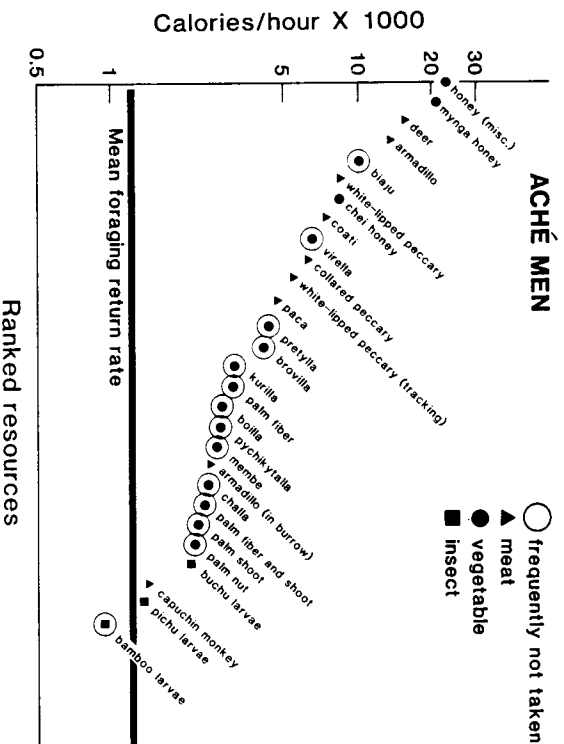 ACHÉ MEN
Calories/hour X 1000
30
20
10
5
1
0.5
honey (misc.)
mynga honey
deer
armadillo
biaju
white-lipped peccary
chei honey
coati
virella
collared peccary
white-lipped peccary (tracking)
paca
pretylla
brovilla
kurilla
palm fiber
boilla
pychikytalla
membe
armadillo (in burrow)
challa
palm fiber and shoot
palm shoot
palm nut
buchu larvae
capuchin monkey
pichu larvae
bamboo larvae
frequently not taken
meat
vegetable
insect
Mean foraging return rate
Ranked resources